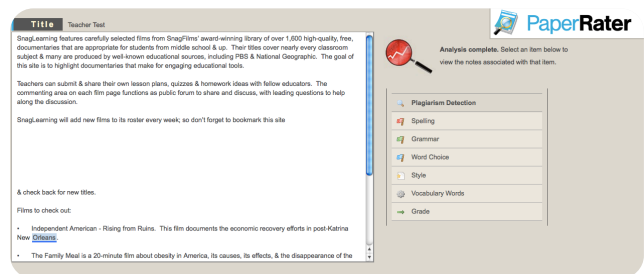 Title Teacher Test
PaperRater
SnagLearning features carefully selected films from SnagFilms' award-winning library of over 1,600 high-quality, free,
documentaries that are appropriate for students from middle school & up. Their titles cover nearly every classroom
subject & many are produced by well-known educational sources, including PBS & National Geographic. The goal of
this site is to highlight documentaries that make for engaging educational tools.
Teachers can submit & share their own lesson plans, quizzes & homework ideas with fellow educators. The
commenting area on each film page functions as public forum to share and discuss, with leading questions to help
along the discussion.
SnagLearning will add new films to its roster every week; so don't forget to bookmark this site
& check back for new titles.
Films to check out:
• Independent American - Rising from Ruins. This film documents the economic recovery efforts in post-Katrina
New Orleans.
• The Family Meal is a 20-minute film about obesity in America, its causes, its effects, & the disappearance of the
Analysis complete. Select an item below to
view the notes associated with that item.
Plagiarism Detection
Spelling
Grammar
Word Choice
Style
Vocabulary Words
Grade